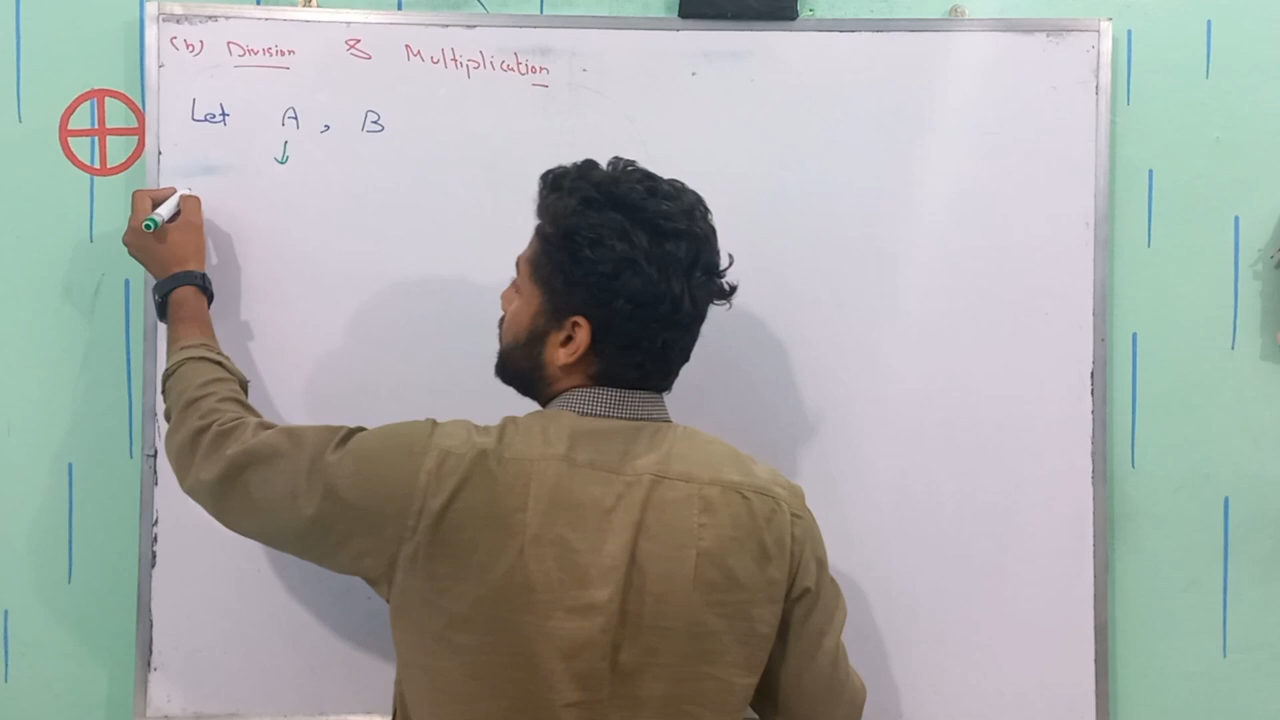 (b) Division & Multiplication
Let A , B
↓